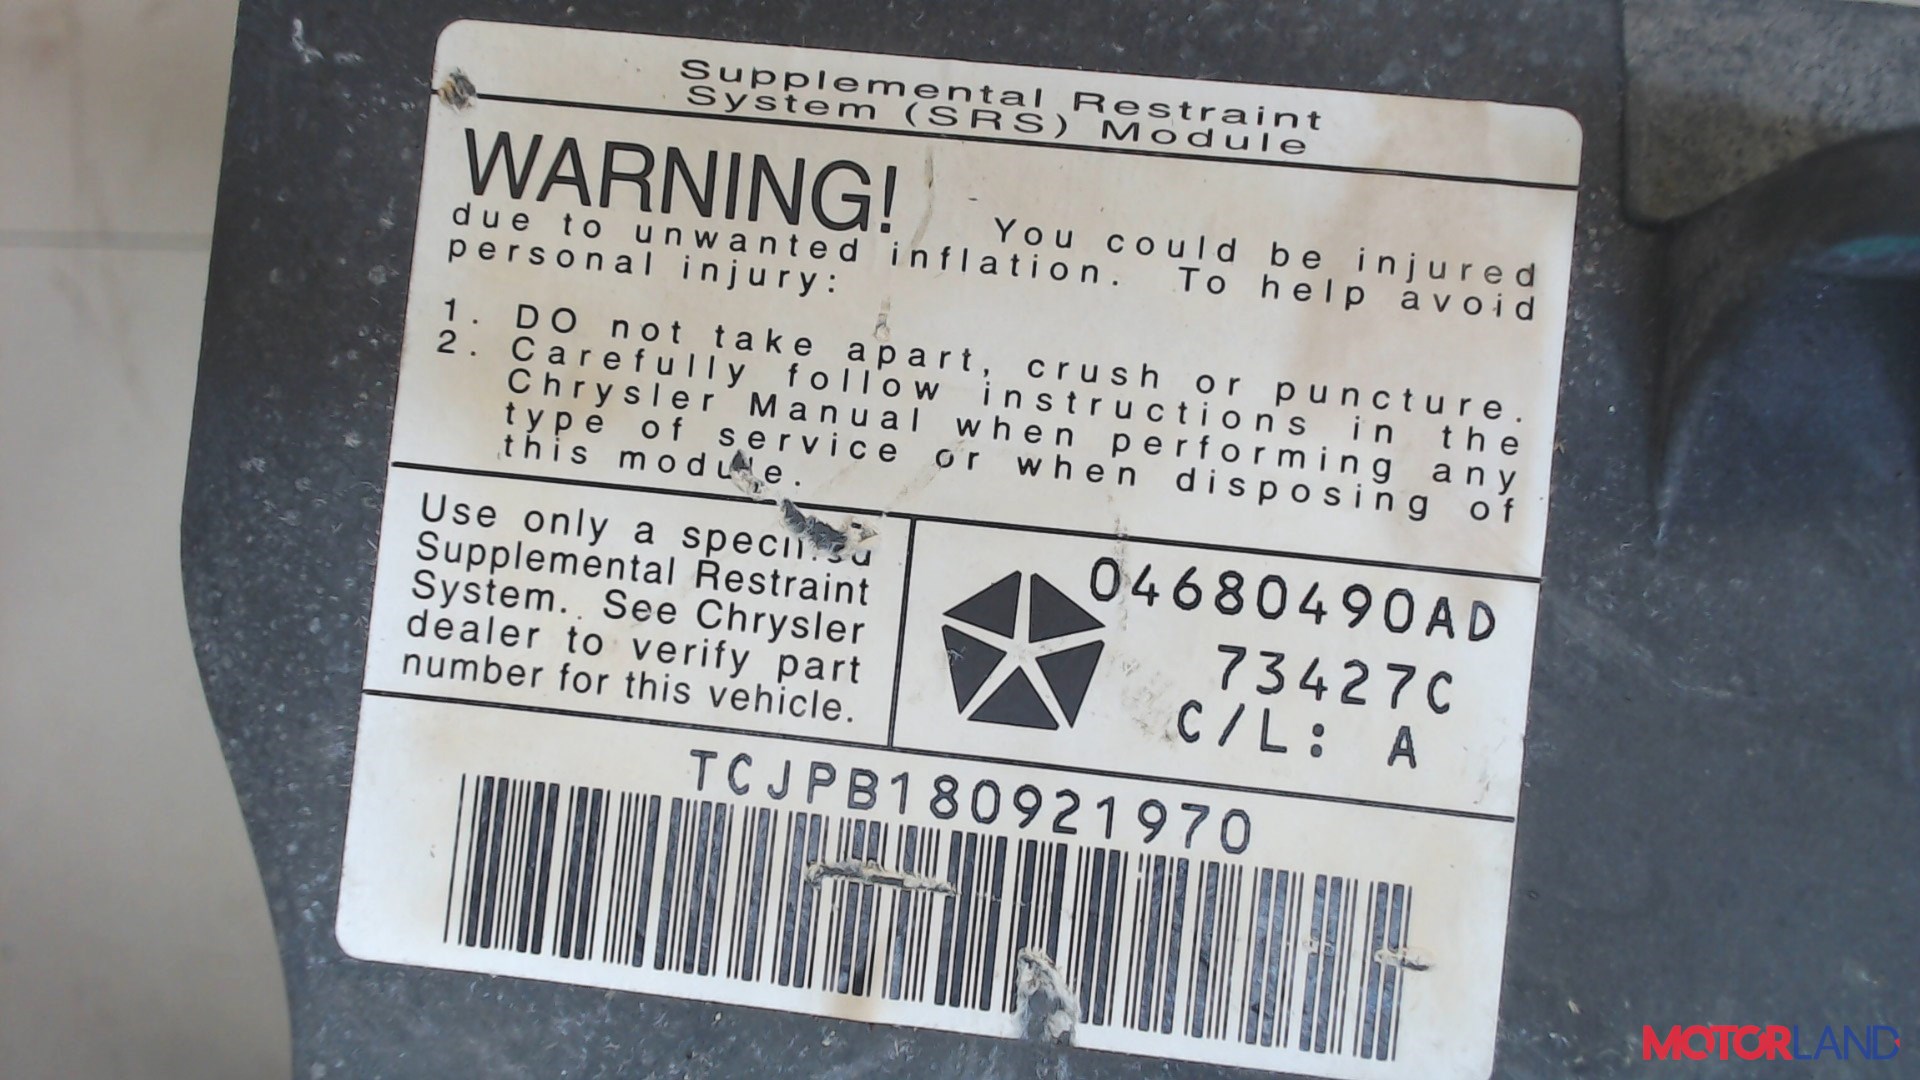 Supplemental Restraint
System (SRS) Module
WARNING! You could be injured
due to unwanted inflation. To help avoid
personal injury:
1. DO not take apart, crush or puncture.
2. Carefully follow instructions in the
Chrysler Manual when performing any
type of service or when disposing of
this module.
Use only a specified
Supplemental Restraint
System. See Chrysler
dealer to verify part
number for this vehicle.
04680490AD
73427C
C/L: A
TCJPB180921970
MOTORLAND